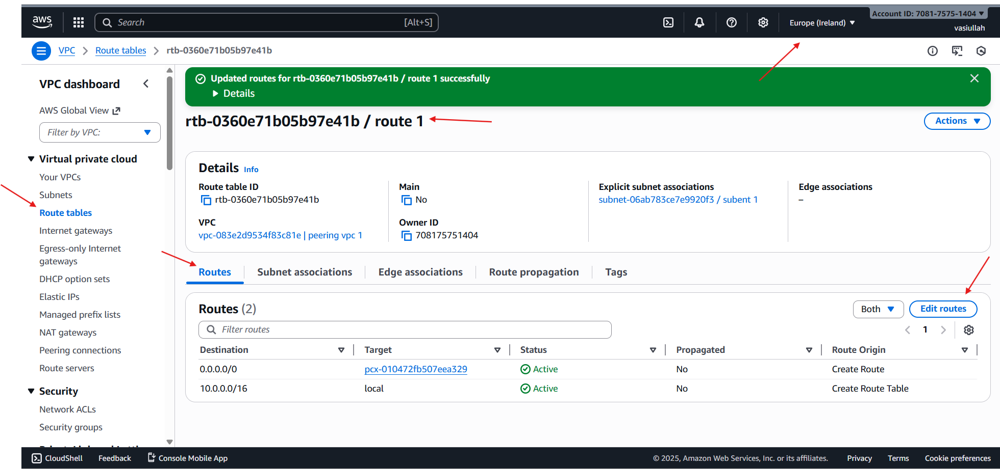 aws
Search [Alt+S]
Europe (Ireland)
Account ID: 7081-7575-1404
vasiullah
VPC
Route tables
rtb-0360e71b05b97e41b
VPC dashboard
AWS Global View
Filter by VPC:
Virtual private cloud
Your VPCs
Subnets
Route tables
Internet gateways
Egress-only Internet
gateways
DHCP option sets
Elastic IPs
Managed prefix lists
NAT gateways
Peering connections
Route servers
Security
Network ACLs
Security groups
Updated routes for rtb-0360e71b05b97e41b / route 1 successfully
Details
rtb-0360e71b05b97e41b / route 1
Actions
Details Info
Route table ID
rtb-0360e71b05b97e41b
Main
No
Explicit subnet associations
subnet-06ab783ce7e9920f3 / subent 1
Edge associations
–
VPC
vpc-083e2d9534f83c81e | peering vpc 1
Owner ID
708175751404
Routes
Subnet associations
Edge associations
Route propagation
Tags
Routes (2)
Both
Edit routes
Filter routes
1
Destination Target Status Propagated Route Origin
0.0.0.0/0 pcx-010472fb507eea329 Active No Create Route
10.0.0.0/16 local Active No Create Route Table
CloudShell Feedback Console Mobile App © 2025, Amazon Web Services, Inc. or its affiliates. Privacy Terms Cookie preferences